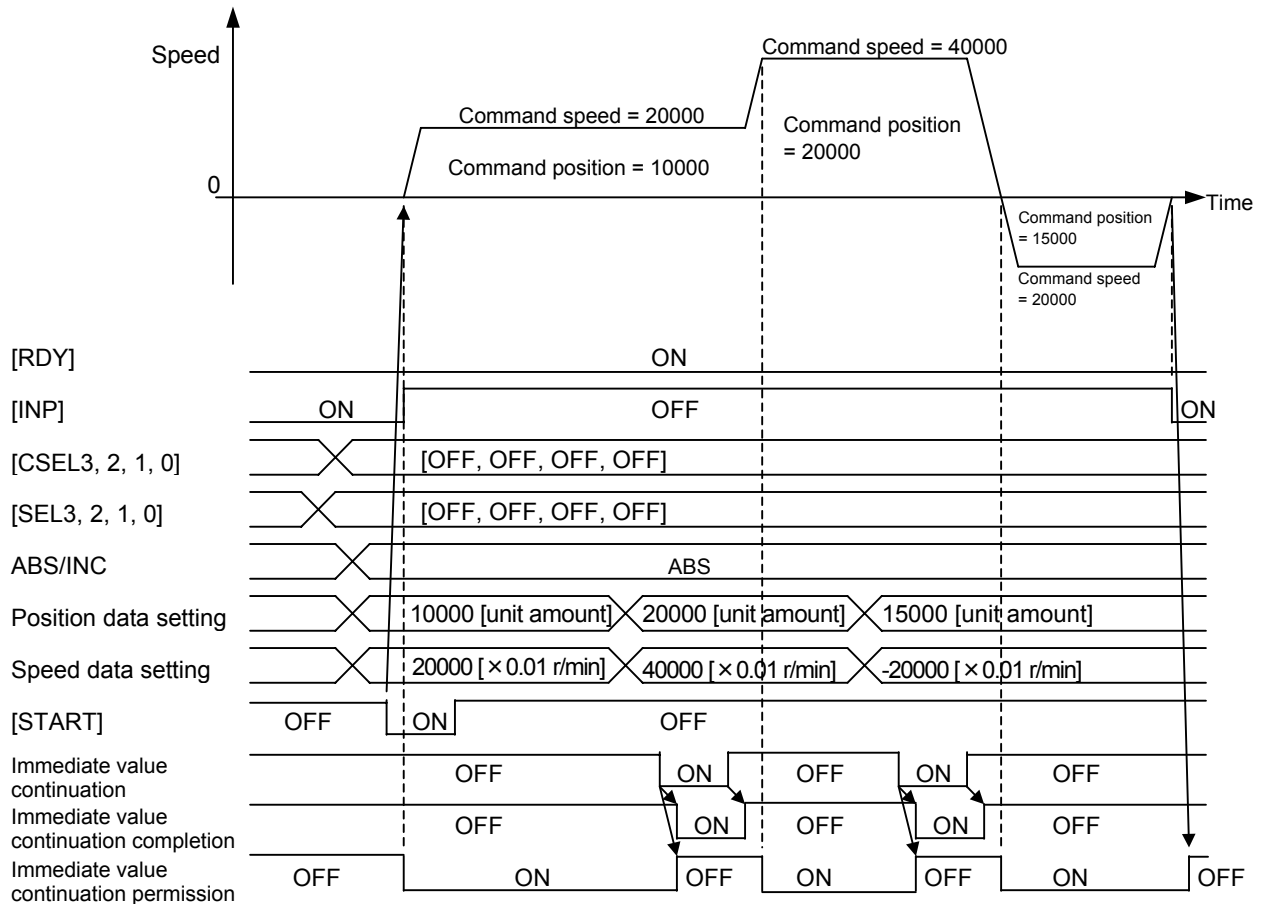 Speed
Command speed = 40000
Command speed = 20000
Command position
= 20000
Command position = 10000
0
Time
Command position
= 15000
Command speed
= 20000
[RDY]
ON
[INP]
ON
OFF
ON
[CSEL3, 2, 1, 0]
[OFF, OFF, OFF, OFF]
[SEL3, 2, 1, 0]
[OFF, OFF, OFF, OFF]
ABS/INC
ABS
Position data setting
10000 [unit amount]
20000 [unit amount]
15000 [unit amount]
Speed data setting
20000 [×0.01 r/min]
40000 [×0.01 r/min]
-20000 [×0.01 r/min]
[START]
OFF
ON
OFF
Immediate value
continuation
OFF
ON
OFF
ON
OFF
Immediate value
continuation completion
OFF
ON
OFF
ON
OFF
Immediate value
continuation permission
OFF
ON
OFF
ON
OFF
ON
OFF